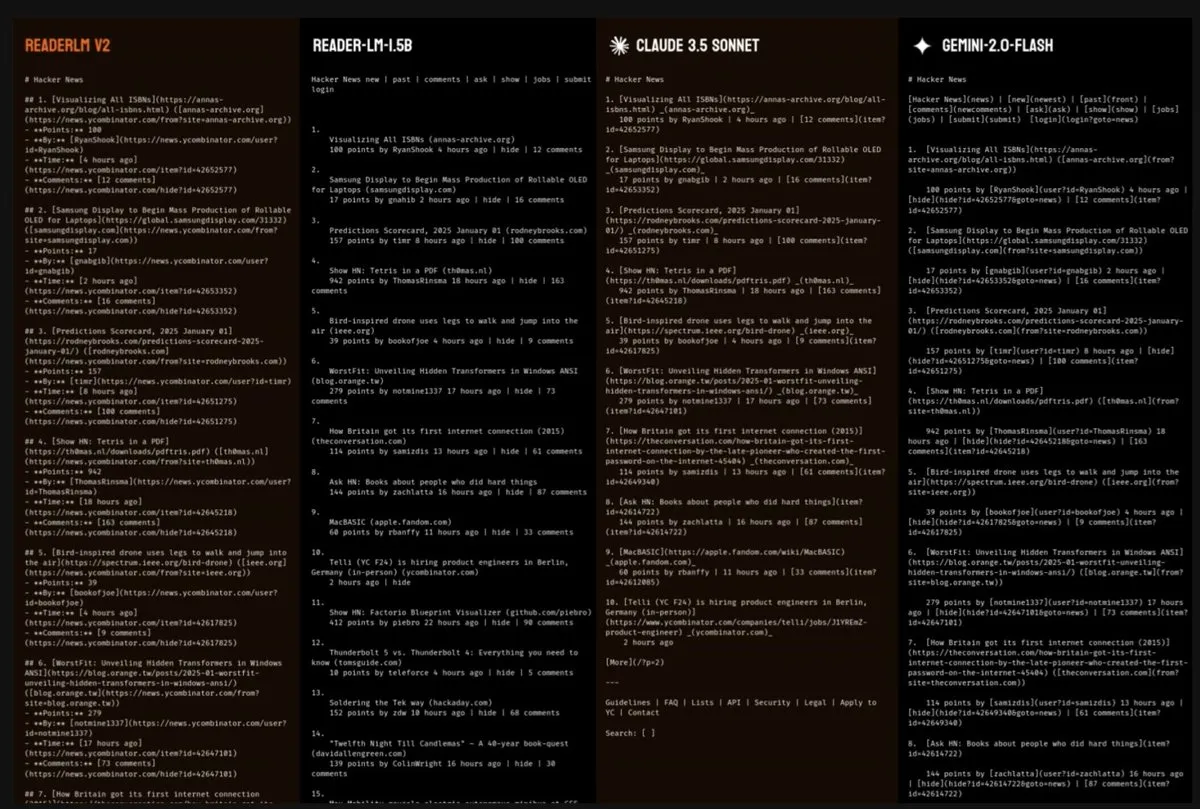 READERLM V2
# Hacker News
## 1. [Visualizing All ISBNs](https://annas-
archive.org/blog/all-isbns.html) ([annas-archive.org]
(https://news.ycombinator.com/from?site=annas-archive.org))
- **Points:** 100
- **By:** [RyanShook](https://news.ycombinator.com/user?
id=RyanShook)
- **Time:** [4 hours ago]
(https://news.ycombinator.com/item?id=42652577)
- **Comments:** [12 comments]
(https://news.ycombinator.com/hide?id=42652577)
## 2. [Samsung Display to Begin Mass Production of Rollable
OLED for Laptops](https://global.samsungdisplay.com/31332)
([samsungdisplay.com](https://news.ycombinator.com/from?
site=samsungdisplay.com))
- **Points:** 17
- **By:** [gnabgib](https://news.ycombinator.com/user?
id=gnabgib)
- **Time:** [2 hours ago]
(https://news.ycombinator.com/item?id=42653352)
- **Comments:** [16 comments]
(https://news.ycombinator.com/hide?id=42653352)
## 3. [Predictions Scorecard, 2025 January 01]
(https://rodneybrooks.com/predictions-scorecard-2025-
january-01/) ([rodneybrooks.com]
(https://news.ycombinator.com/from?site=rodneybrooks.com))
- **Points:** 157
- **By:** [timr](https://news.ycombinator.com/user?id=timr)
- **Time:** [8 hours ago]
(https://news.ycombinator.com/item?id=42651275)
- **Comments:** [100 comments]
(https://news.ycombinator.com/hide?id=42651275)
## 4. [Show HN: Tetris in a PDF]
(https://th0mas.nl/downloads/pdftris.pdf) ([th0mas.nl]
(https://news.ycombinator.com/from?site=th0mas.nl))
- **Points:** 942
- **By:** [ThomasRinsma](https://news.ycombinator.com/user?
id=ThomasRinsma)
- **Time:** [18 hours ago]
(https://news.ycombinator.com/item?id=42645218)
- **Comments:** [163 comments]
(https://news.ycombinator.com/hide?id=42645218)
## 5. [Bird-inspired drone uses legs to walk and jump into
the air](https://spectrum.ieee.org/bird-drone) ([ieee.org]
(https://news.ycombinator.com/from?site=ieee.org))
- **Points:** 39
- **By:** [bookofjoe](https://news.ycombinator.com/user?
id=bookofjoe)
- **Time:** [4 hours ago]
(https://news.ycombinator.com/item?id=42617825)
- **Comments:** [9 comments]
(https://news.ycombinator.com/hide?id=42617825)
## 6. [WorstFit: Unveiling Hidden Transformers in Windows
ANSI](https://blog.orange.tw/posts/2025-01-worstfit-
unveiling-hidden-transformers-in-windows-ansi/)
([blog.orange.tw](https://news.ycombinator.com/from?
site=blog.orange.tw))
- **Points:** 279
- **By:** [notmine1337](https://news.ycombinator.com/user?
id=notmine1337)
- **Time:** [17 hours ago]
(https://news.ycombinator.com/item?id=42647101)
- **Comments:** [73 comments]
(https://news.ycombinator.com/hide?id=42647101)
## 7. [How Britain got its first internet connection
READER-LM-1.5B
Hacker News new | past | comments | ask | show | jobs | submit
login
1.
Visualizing All ISBNs (annas-archive.org)
100 points by RyanShook 4 hours ago | hide | 12 comments
2.
Samsung Display to Begin Mass Production of Rollable OLED
for Laptops (samsungdisplay.com)
17 points by gnahib 2 hours ago | hide | 16 comments
3.
Predictions Scorecard, 2025 January 01 (rodneybrooks.com)
157 points by timr 8 hours ago | hide | 100 comments
4.
Show HN: Tetris in a PDF (th0mas.nl)
942 points by ThomasRinsma 18 hours ago | hide | 163
comments
5.
Bird-inspired drone uses legs to walk and jump into the
air (ieee.org)
39 points by bookofjoe 4 hours ago | hide | 9 comments
6.
WorstFit: Unveiling Hidden Transformers in Windows ANSI
(blog.orange.tw)
279 points by notmine1337 17 hours ago | hide | 73
comments
7.
How Britain got its first internet connection (2015)
(theconversation.com)
114 points by samizdis 13 hours ago | hide | 61 comments
8.
Ask HN: Books about people who did hard things
144 points by zachlatta 16 hours ago | hide | 87 comments
9.
MacBASIC (apple.fandom.com)
60 points by rbanffy 11 hours ago | hide | 33 comments
10.
Telli (YC F24) is hiring product engineers in Berlin,
Germany (in-person) (ycombinator.com)
2 hours ago | hide
11.
Show HN: Factorio Blueprint Visualizer (github.com/piebro)
412 points by piebro 22 hours ago | hide | 90 comments
12.
Thunderbolt 5 vs. Thunderbolt 4: Everything you need to
know (tomsguide.com)
10 points by teleforce 4 hours ago | hide | 5 comments
13.
Soldering the Tek way (hackaday.com)
152 points by zdw 10 hours ago | hide | 68 comments
14.
"Twelfth Night Till Candlemas" – A 40-year book-quest
(davidallengreen.com)
139 points by ColinWright 16 hours ago | hide | 30
comments
15.
CLAUDE 3.5 SONNET
# Hacker News
1. [Visualizing All ISBNs](https://annas-archive.org/blog/all-
isbns.html) _(annas-archive.org)_
100 points by RyanShook | 4 hours ago | [12 comments](item?
id=42652577)
2. [Samsung Display to Begin Mass Production of Rollable OLED
for Laptops](https://global.samsungdisplay.com/31332)
_(samsungdisplay.com)_
17 points by gnabgib | 2 hours ago | [16 comments](item?
id=42653352)
3. [Predictions Scorecard, 2025 January 01]
(https://rodneybrooks.com/predictions-scorecard-2025-january-
01/) _(rodneybrooks.com)_
157 points by timr | 8 hours ago | [100 comments](item?
id=42651275)
4. [Show HN: Tetris in a PDF]
(https://th0mas.nl/downloads/pdftris.pdf) _(th0mas.nl)_
942 points by ThomasRinsma | 18 hours ago | [163 comments]
(item?id=42645218)
5. [Bird-inspired drone uses legs to walk and jump into the
air](https://spectrum.ieee.org/bird-drone) _(ieee.org)_
39 points by bookofjoe | 4 hours ago | [9 comments](item?
id=42617825)
6. [WorstFit: Unveiling Hidden Transformers in Windows ANSI]
(https://blog.orange.tw/posts/2025-01-worstfit-unveiling-
hidden-transformers-in-windows-ansi/) _(blog.orange.tw)_
279 points by notmine1337 | 17 hours ago | [73 comments]
(item?id=42647101)
7. [How Britain got its first internet connection (2015)]
(https://theconversation.com/how-britain-got-its-first-
internet-connection-by-the-late-pioneer-who-created-the-first-
password-on-the-internet-45404) _(theconversation.com)_
114 points by samizdis | 13 hours ago | [61 comments](item?
id=42649340)
8. [Ask HN: Books about people who did hard things](item?
id=42614722)
144 points by zachlatta | 16 hours ago | [87 comments]
(item?id=42614722)
9. [MacBASIC](https://apple.fandom.com/wiki/MacBASIC)
_(apple.fandom.com)_
60 points by rbanffy | 11 hours ago | [33 comments](item?
id=42612085)
10. [Telli (YC F24) is hiring product engineers in Berlin,
Germany (in-person)]
(https://www.ycombinator.com/companies/telli/jobs/J1YREmZ-
product-engineer) _(ycombinator.com)_
2 hours ago
[More](/?p=2)
---
Guidelines | FAQ | Lists | API | Security | Legal | Apply to
YC | Contact
Search: [ ]
GEMINI-2.0-FLASH
# Hacker News
[Hacker News](news) | [new](newest) | [past](front) |
[comments](newcomments) | [ask](ask) | [show](show) | [jobs]
(jobs) | [submit](submit) [login](login?goto=news)
1. [Visualizing All ISBNs](https://annas-
archive.org/blog/all-isbns.html) ([annas-archive.org](from?
site=annas-archive.org))
100 points by [RyanShook](user?id=RyanShook) 4 hours ago |
[hide](hide?id=42652577&goto=news) | [12 comments](item?
id=42652577)
2. [Samsung Display to Begin Mass Production of Rollable OLED
for Laptops](https://global.samsungdisplay.com/31332)
([samsungdisplay.com](from?site=samsungdisplay.com))
17 points by [gnabgib](user?id=gnabgib) 2 hours ago |
[hide](hide?id=42653352&goto=news) | [16 comments](item?
id=42653352)
3. [Predictions Scorecard, 2025 January 01]
(https://rodneybrooks.com/predictions-scorecard-2025-january-
01/) ([rodneybrooks.com](from?site=rodneybrooks.com))
157 points by [timr](user?id=timr) 8 hours ago | [hide]
(hide?id=42651275&goto=news) | [100 comments](item?
id=42651275)
4. [Show HN: Tetris in a PDF]
(https://th0mas.nl/downloads/pdftris.pdf) ([th0mas.nl](from?
site=th0mas.nl))
942 points by [ThomasRinsma](user?id=ThomasRinsma) 18
hours ago | [hide](hide?id=42645218&goto=news) | [163
comments](item?id=42645218)
5. [Bird-inspired drone uses legs to walk and jump into the
air](https://spectrum.ieee.org/bird-drone) ([ieee.org](from?
site=ieee.org))
39 points by [bookofjoe](user?id=bookofjoe) 4 hours ago |
[hide](hide?id=42617825&goto=news) | [9 comments](item?
id=42617825)
6. [WorstFit: Unveiling Hidden Transformers in Windows ANSI]
(https://blog.orange.tw/posts/2025-01-worstfit-unveiling-
hidden-transformers-in-windows-ansi/) ([blog.orange.tw](from?
site=blog.orange.tw))
279 points by [notmine1337](user?id=notmine1337) 17 hours
ago | [hide](hide?id=42647101&goto=news) | [73 comments](item?
id=42647101)
7. [How Britain got its first internet connection (2015)]
(https://theconversation.com/how-britain-got-its-first-
internet-connection-by-the-late-pioneer-who-created-the-first-
password-on-the-internet-45404) ([theconversation.com](from?
site=theconversation.com))
114 points by [samizdis](user?id=samizdis) 13 hours ago |
[hide](hide?id=42649340&goto=news) | [61 comments](item?
id=42649340)
8. [Ask HN: Books about people who did hard things](item?
id=42614722)
144 points by [zachlatta](user?id=zachlatta) 16 hours ago
| [hide](hide?id=42614722&goto=news) | [87 comments](item?
id=42614722)